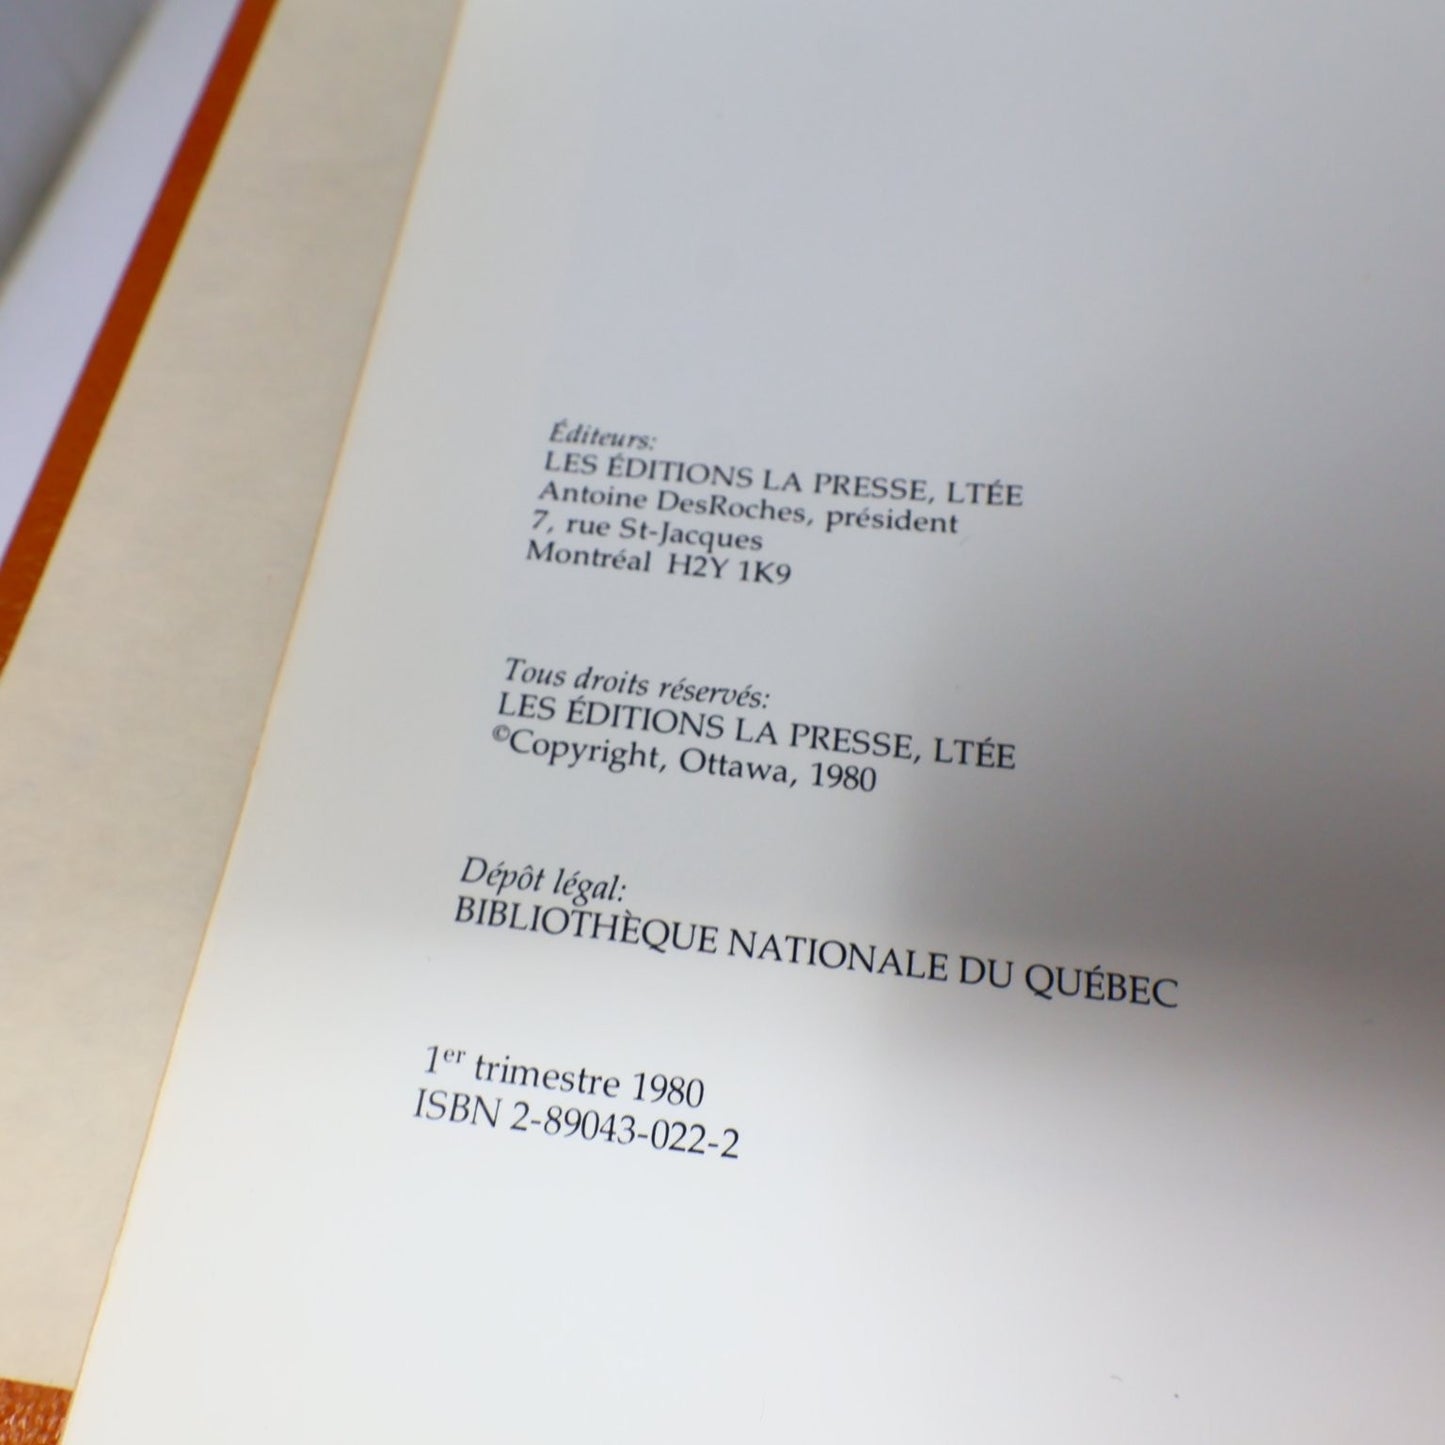 Éditeurs:
LES ÉDITIONS LA PRESSE, LTÉE
Antoine DesRoches, président
7, rue St-Jacques
Montréal H2Y 1K9
Tous droits réservés:
LES ÉDITIONS LA PRESSE, LTÉE
©Copyright, Ottawa, 1980
Dépôt légal:
BIBLIOTHÈQUE NATIONALE DU QUÉBEC
1er trimestre 1980
ISBN 2-89043-022-2